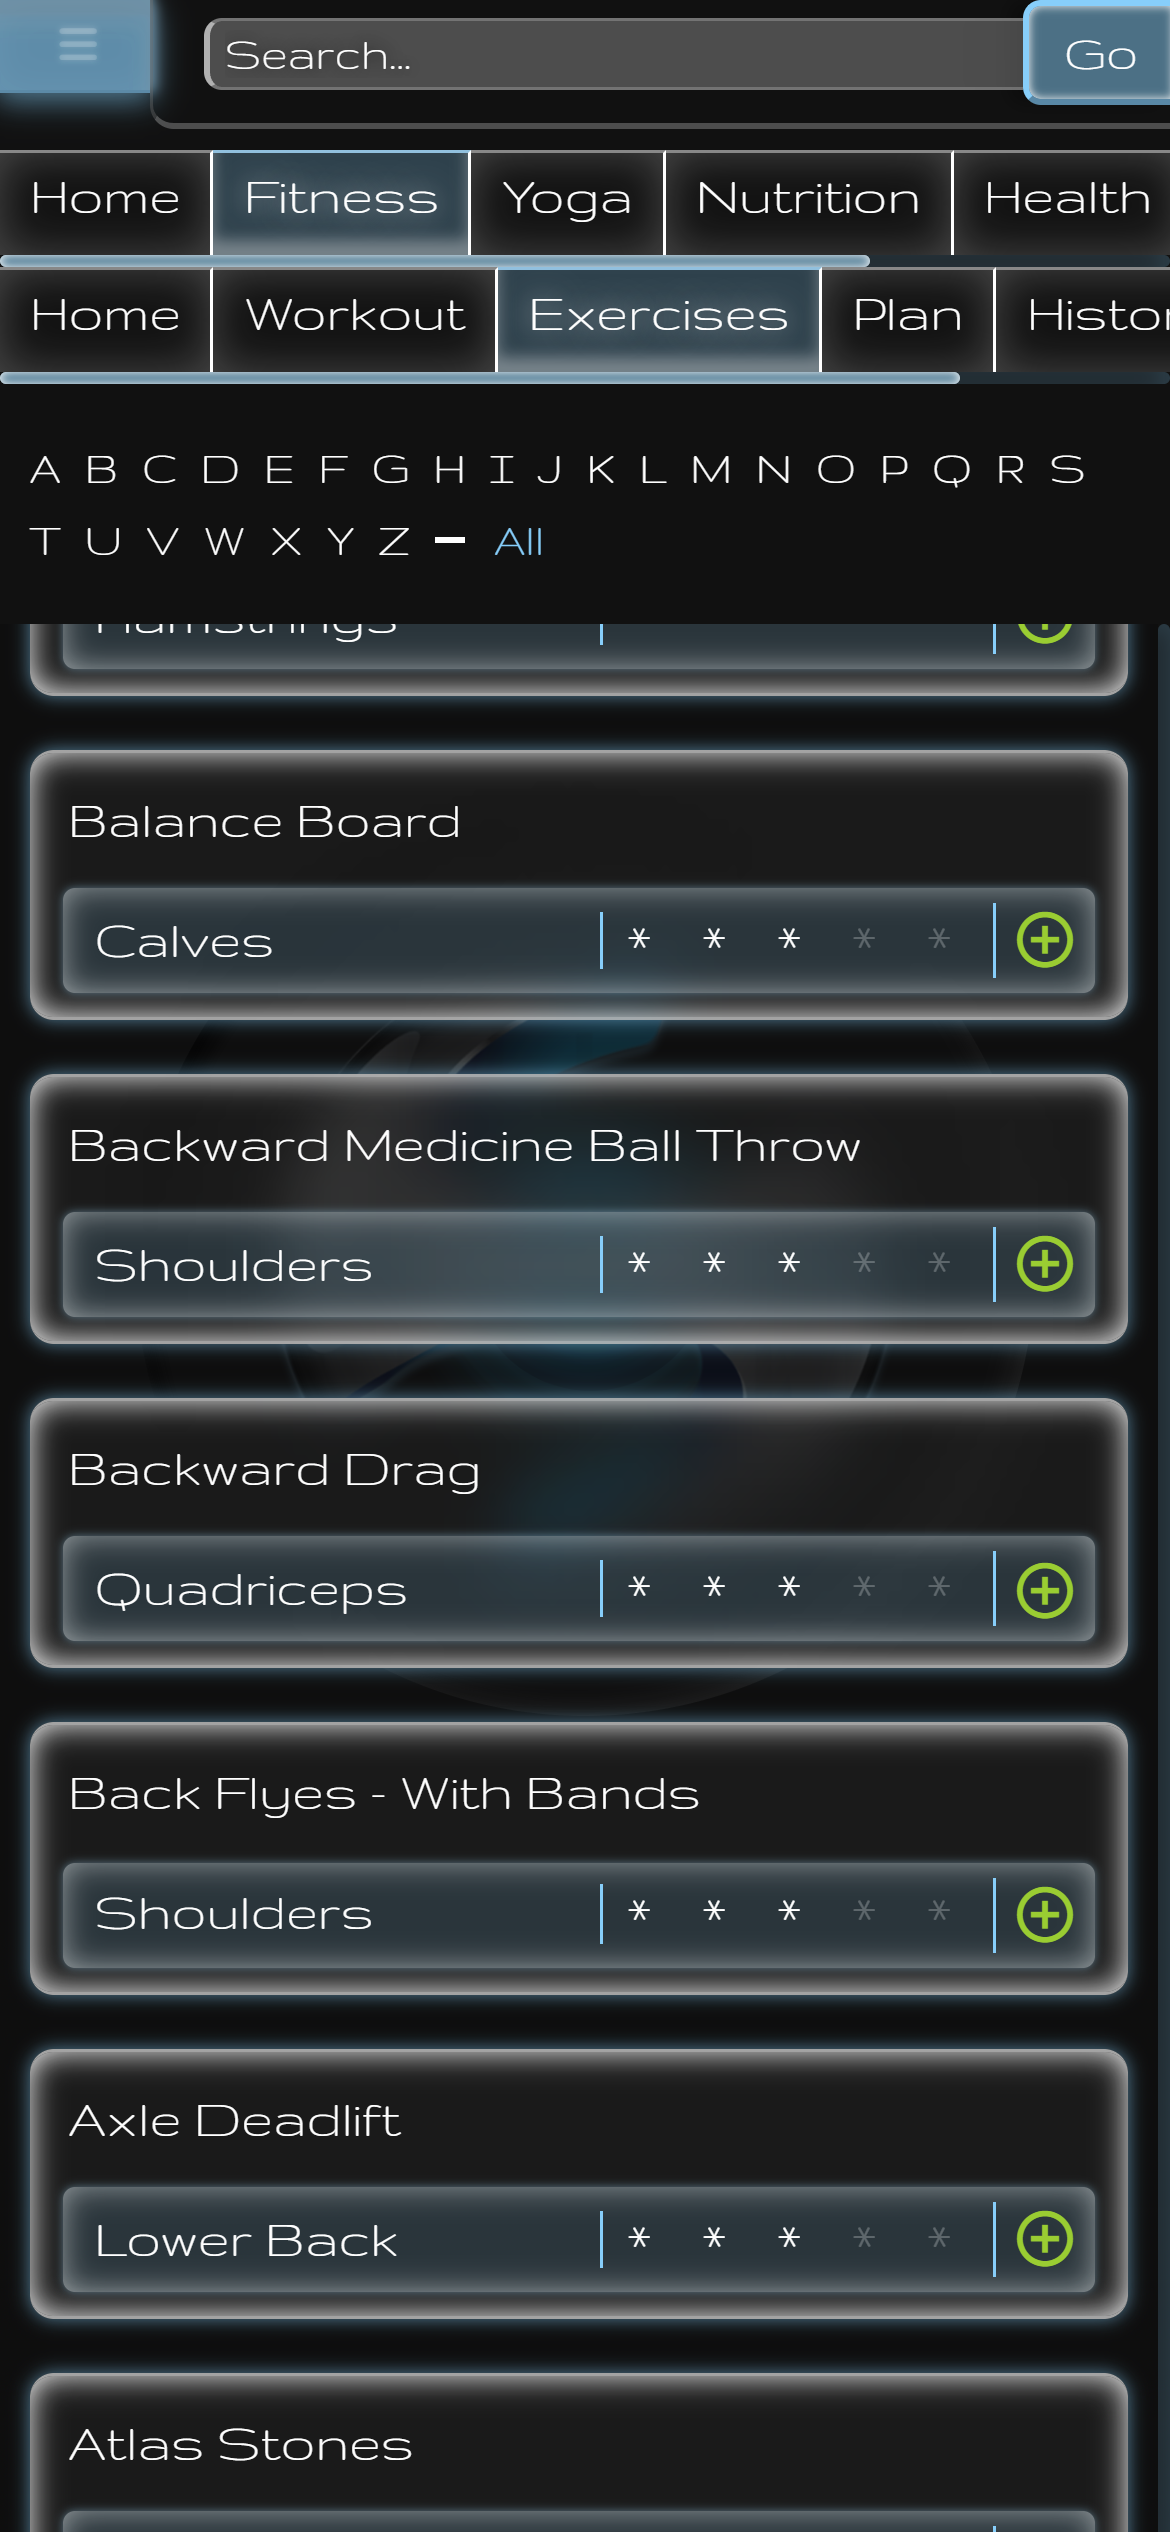 Search...
Go
Home Fitness Yoga Nutrition Health
Home Workout Exercises Plan
A B C D E F G H I J K L M N O P Q R S
T U V W X Y Z - All
Hamstrings
Balance Board
Calves * * * * *
Backward Medicine Ball Throw
Shoulders * * * * *
Backward Drag
Quadriceps * * * * *
Back Flyes - With Bands
Shoulders * * * * *
Axle Deadlift
Lower Back * * * * *
Atlas Stones